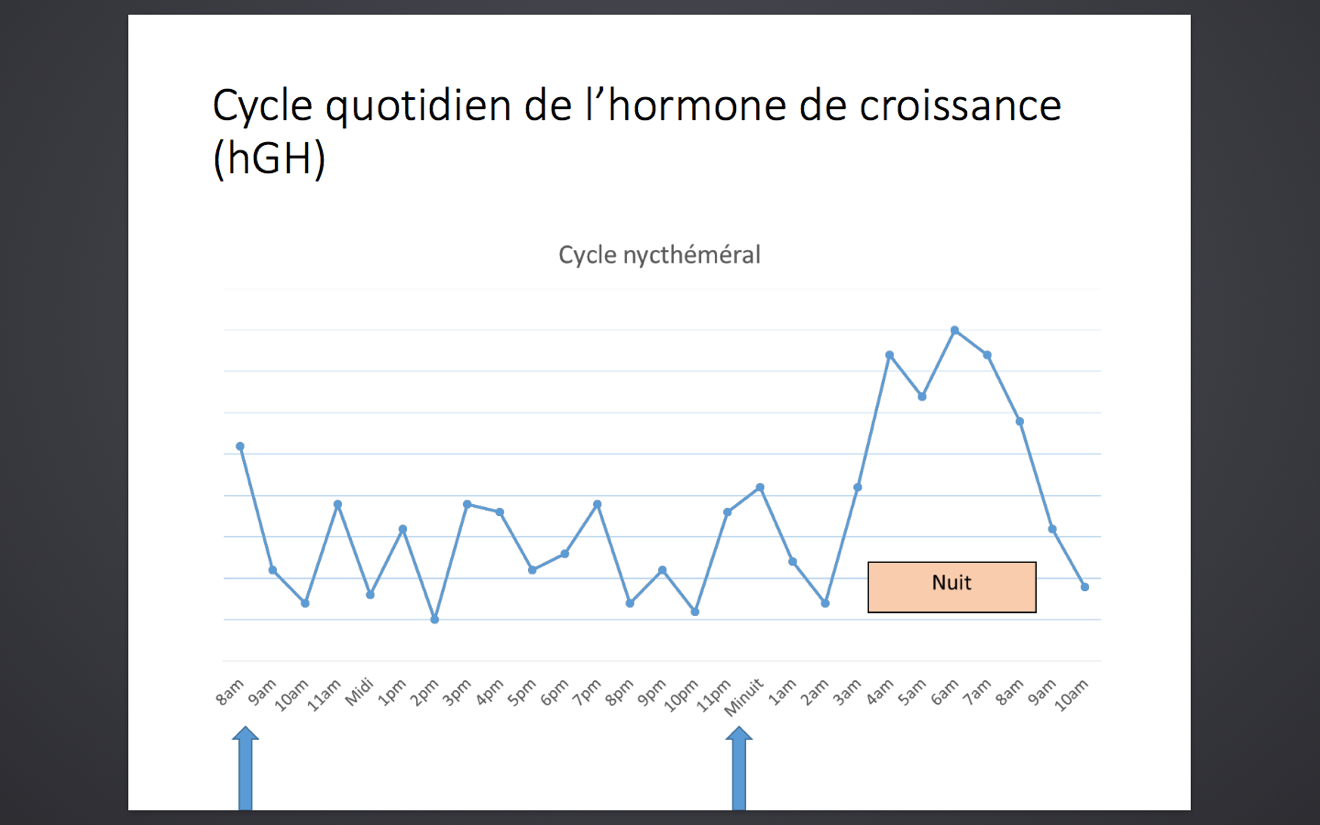 Cycle quotidien de l’hormone de croissance
(hGH)
Cycle nycthéméral
Nuit
8am
9am
10am
11am
Midi
1pm
2pm
3pm
4pm
5pm
6pm
7pm
8pm
9pm
10pm
11pm
Minuit
1am
2am
3am
4am
5am
6am
7am
8am
9am
10am